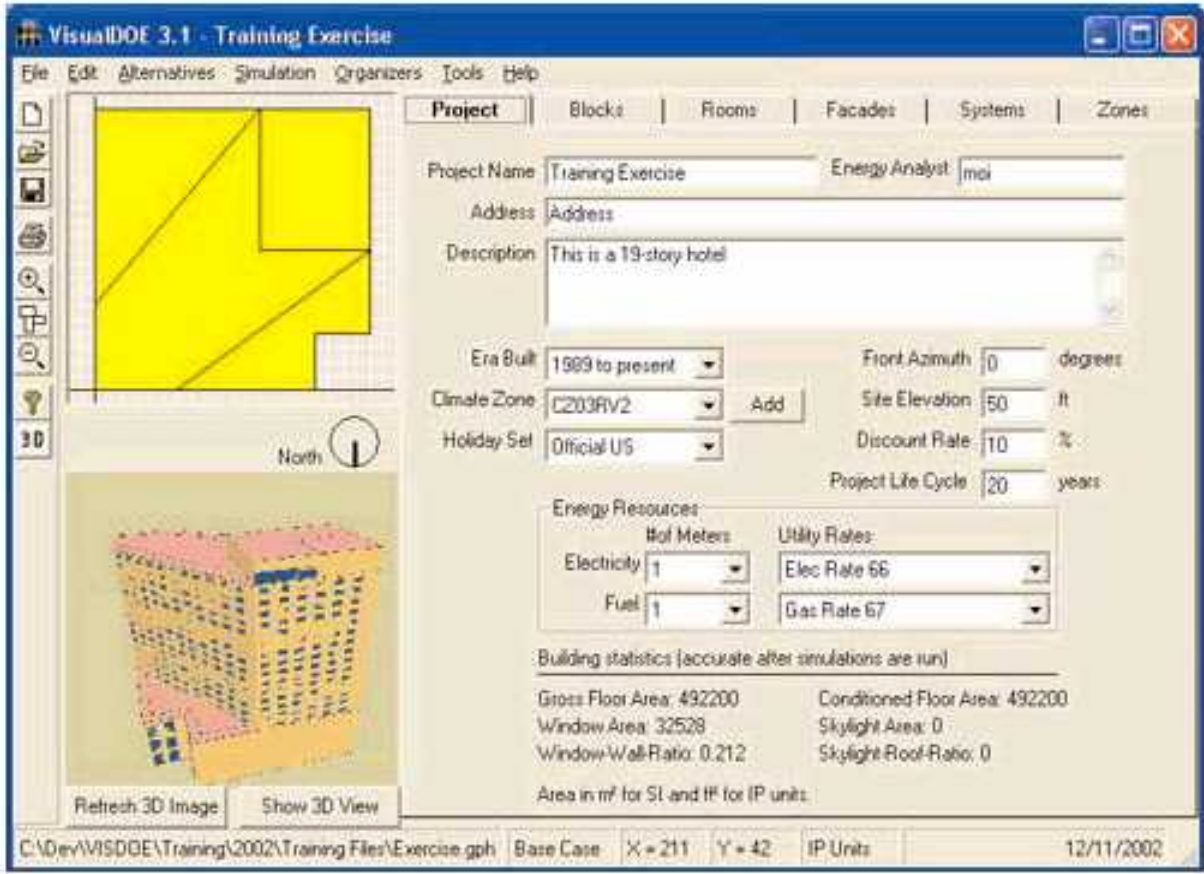 VisualDOE 3.1 - Training Exercise
File Edit Alternatives Simulation Organizers Tools Help
Project Blocks Rooms Facades Systems Zones
Project Name Training Exercise Energy Analyst moi
Address Address
Description This is a 19-story hotel
Era Built 1989 to present Front Azimuth 0 degrees
Climate Zone CZ03RV2 Add Site Elevation 50 ft
Holiday Set Official US Discount Rate 10 %
Project Life Cycle 20 years
North
3D
Energy Resources
#of Meters Utility Rates
Electricity 1 Elec Rate 66
Fuel 1 Gas Rate 67
Building statistics (accurate after simulations are run)
Gross Floor Area: 492200 Conditioned Floor Area: 492200
Window Area: 32528 Skylight Area: 0
Window-Wall-Ratio: 0.212 Skylight-Roof-Ratio: 0
Area in m² for SI and ft² for IP units
Refresh 3D Image Show 3D View
C:\Dev\VISDOE\Training\2002\Training Files\Exercise.gph Base Case X = 211 Y = 42 IP Units 12/11/2002